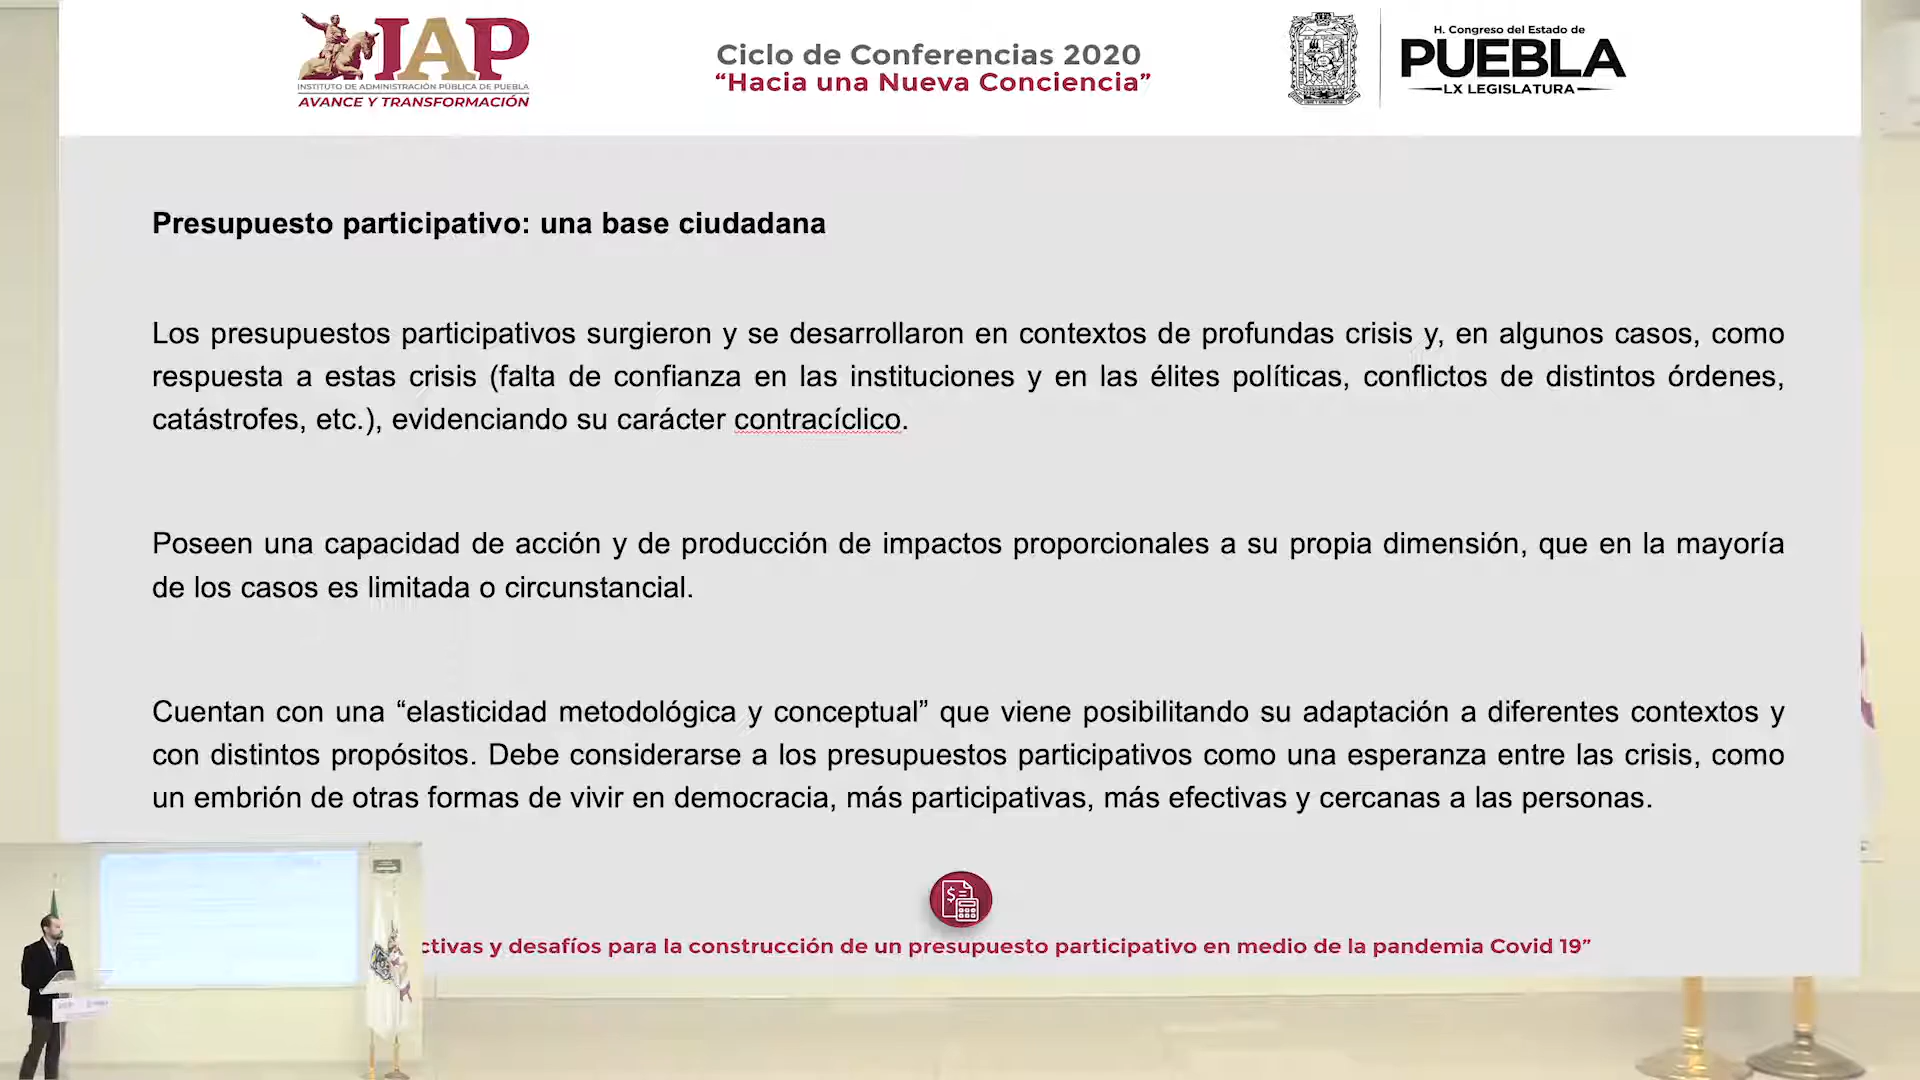 IAP
INSTITUTO DE ADMINISTRACIÓN PÚBLICA DE PUEBLA
AVANCE Y TRANSFORMACIÓN
Ciclo de Conferencias 2020
“Hacia una Nueva Conciencia”
H. Congreso del Estado de
PUEBLA
LX LEGISLATURA
Presupuesto participativo: una base ciudadana
Los presupuestos participativos surgieron y se desarrollaron en contextos de profundas crisis y, en algunos casos, como
respuesta a estas crisis (falta de confianza en las instituciones y en las élites políticas, conflictos de distintos órdenes,
catástrofes, etc.), evidenciando su carácter contracíclico.
Poseen una capacidad de acción y de producción de impactos proporcionales a su propia dimensión, que en la mayoría
de los casos es limitada o circunstancial.
Cuentan con una “elasticidad metodológica y conceptual” que viene posibilitando su adaptación a diferentes contextos y
con distintos propósitos. Debe considerarse a los presupuestos participativos como una esperanza entre las crisis, como
un embrión de otras formas de vivir en democracia, más participativas, más efectivas y cercanas a las personas.
ctivas y desafíos para la construcción de un presupuesto participativo en medio de la pandemia Covid 19”